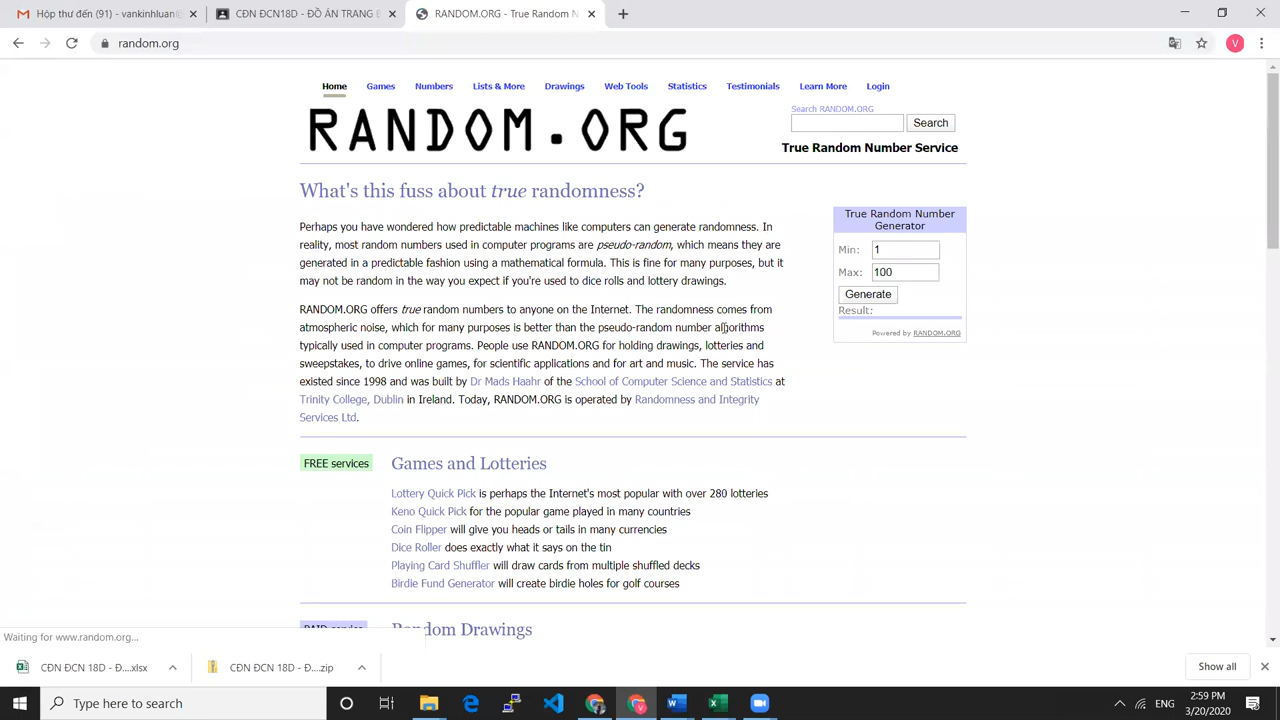 Hộp thư đến (91) - vankinhluan@
CĐN ĐCN18D - ĐỒ ÁN TRANG B
RANDOM.ORG - True Random N
random.org
V
Home Games Numbers Lists & More Drawings Web Tools Statistics Testimonials Learn More Login
RANDOM.ORG
Search RANDOM.ORG
Search
True Random Number Service
What's this fuss about true randomness?
Perhaps you have wondered how predictable machines like computers can generate randomness. In
reality, most random numbers used in computer programs are pseudo-random, which means they are
generated in a predictable fashion using a mathematical formula. This is fine for many purposes, but it
may not be random in the way you expect if you're used to dice rolls and lottery drawings.
RANDOM.ORG offers true random numbers to anyone on the Internet. The randomness comes from
atmospheric noise, which for many purposes is better than the pseudo-random number algorithms
typically used in computer programs. People use RANDOM.ORG for holding drawings, lotteries and
sweepstakes, to drive online games, for scientific applications and for art and music. The service has
existed since 1998 and was built by Dr Mads Haahr of the School of Computer Science and Statistics at
Trinity College, Dublin in Ireland. Today, RANDOM.ORG is operated by Randomness and Integrity
Services Ltd.
True Random Number
Generator
Min: 1
Max: 100
Generate
Result:
Powered by RANDOM.ORG
FREE services
Games and Lotteries
Lottery Quick Pick is perhaps the Internet's most popular with over 280 lotteries
Keno Quick Pick for the popular game played in many countries
Coin Flipper will give you heads or tails in many currencies
Dice Roller does exactly what it says on the tin
Playing Card Shuffler will draw cards from multiple shuffled decks
Birdie Fund Generator will create birdie holes for golf courses
PAID service
Random Drawings
Waiting for www.random.org...
CĐN ĐCN 18D - Đ....xlsx
CĐN ĐCN 18D - Đ....zip
Show all
Type here to search
ENG
2:59 PM
3/20/2020